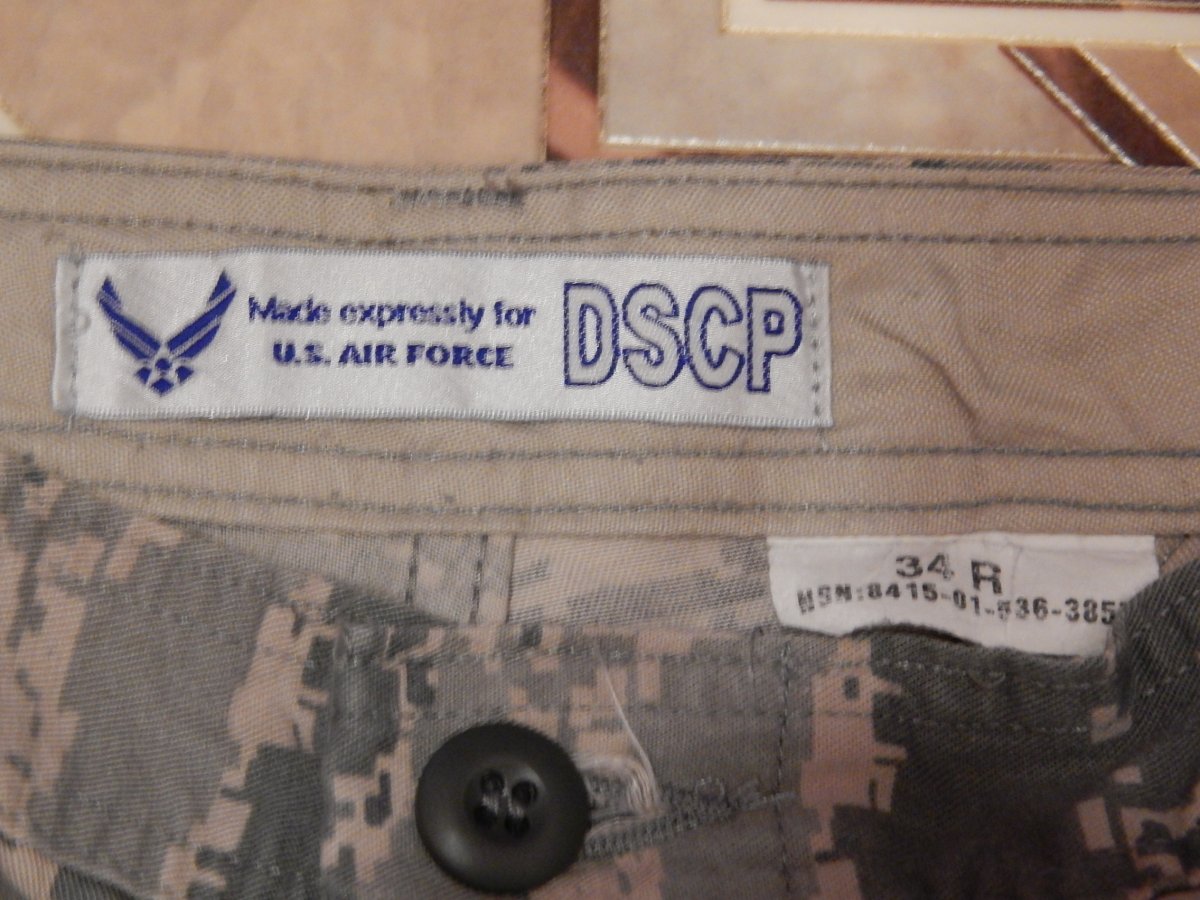 Made expressly for
U.S. AIR FORCE
DSCP
34 R
NSN:8415-01-536-385